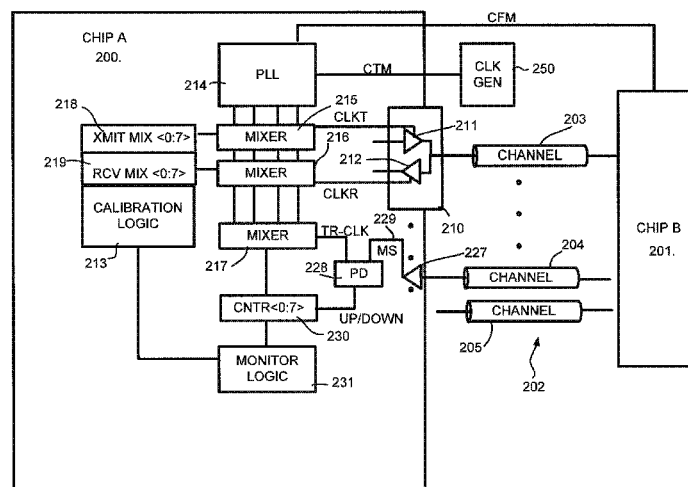 CHIP A
200.
CFM
PLL
214
CTM
CLK
GEN
250
215
218
XMIT MIX <0:7>
MIXER
CLKT
211
216
212
203
CHANNEL
219
RCV MIX <0:7>
MIXER
CLKR
210
CALIBRATION
LOGIC
213
CHIP B
201.
229
MIXER
TR-CLK
217
MS
227
204
228
PD
CHANNEL
CNTR<0:7>
230
UP/DOWN
CHANNEL
205
MONITOR
LOGIC
231
202